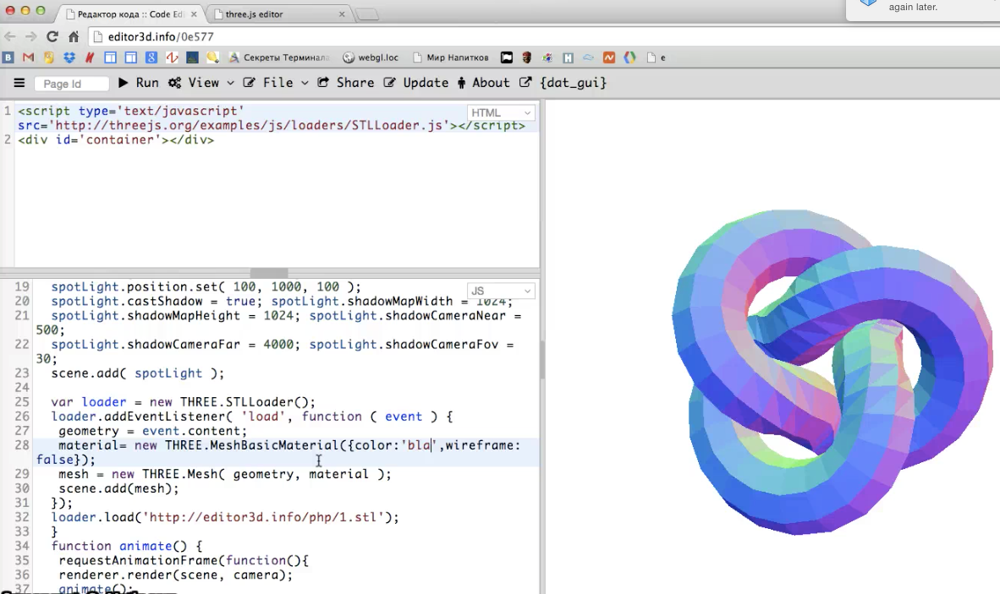 Редактор кода :: Code Edi
three.js editor
again later.
editor3d.info/0e577
Секреты Терминал
webgl.loc
Мир Напитков
e
Page Id
Run
View
File
Share
Update
About
{dat_gui}
HTML
1 <script type='text/javascript'
src='http://threejs.org/examples/js/loaders/STLLoader.js'></script>
2 <div id='container'></div>
JS
19 spotLight.position.set( 100, 1000, 100 );
20 spotLight.castShadow = true; spotLight.shadowMapWidth = 1024;
21 spotLight.shadowMapHeight = 1024; spotLight.shadowCameraNear =
500;
22 spotLight.shadowCameraFar = 4000; spotLight.shadowCameraFov =
30;
23 scene.add( spotLight );
24
25 var loader = new THREE.STLLoader();
26 loader.addEventListener( 'load', function ( event ) {
27 geometry = event.content;
28 material= new THREE.MeshBasicMaterial({color:'bla',wireframe:
false});
29 mesh = new THREE.Mesh( geometry, material );
30 scene.add(mesh);
31 });
32 loader.load('http://editor3d.info/php/1.stl');
33 }
34 function animate() {
35 requestAnimationFrame(function(){
36 renderer.render(scene, camera);
37 animate();